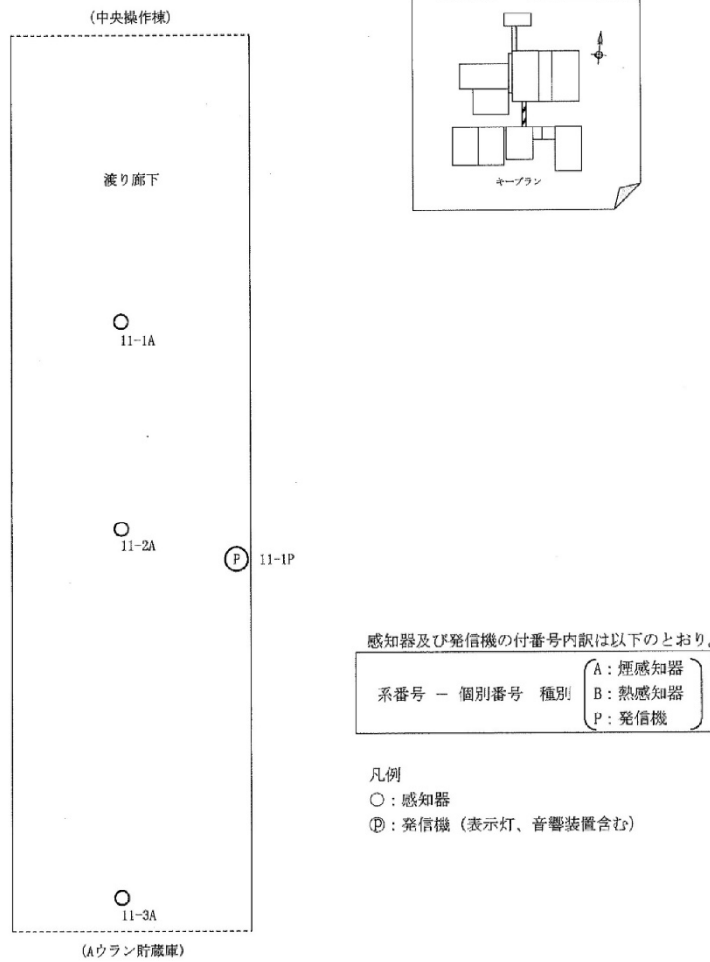 (中央操作棟)
渡り廊下
キープラン
11-1A
11-2A
P
11-1P
感知器及び発信機の付番号内訳は以下のとおり。
系番号 － 個別番号 種別
A：煙感知器
B：熱感知器
P：発信機
凡例
○：感知器
Ⓟ：発信機（表示灯、音響装置含む）
11-3A
(Aウラン貯蔵庫)